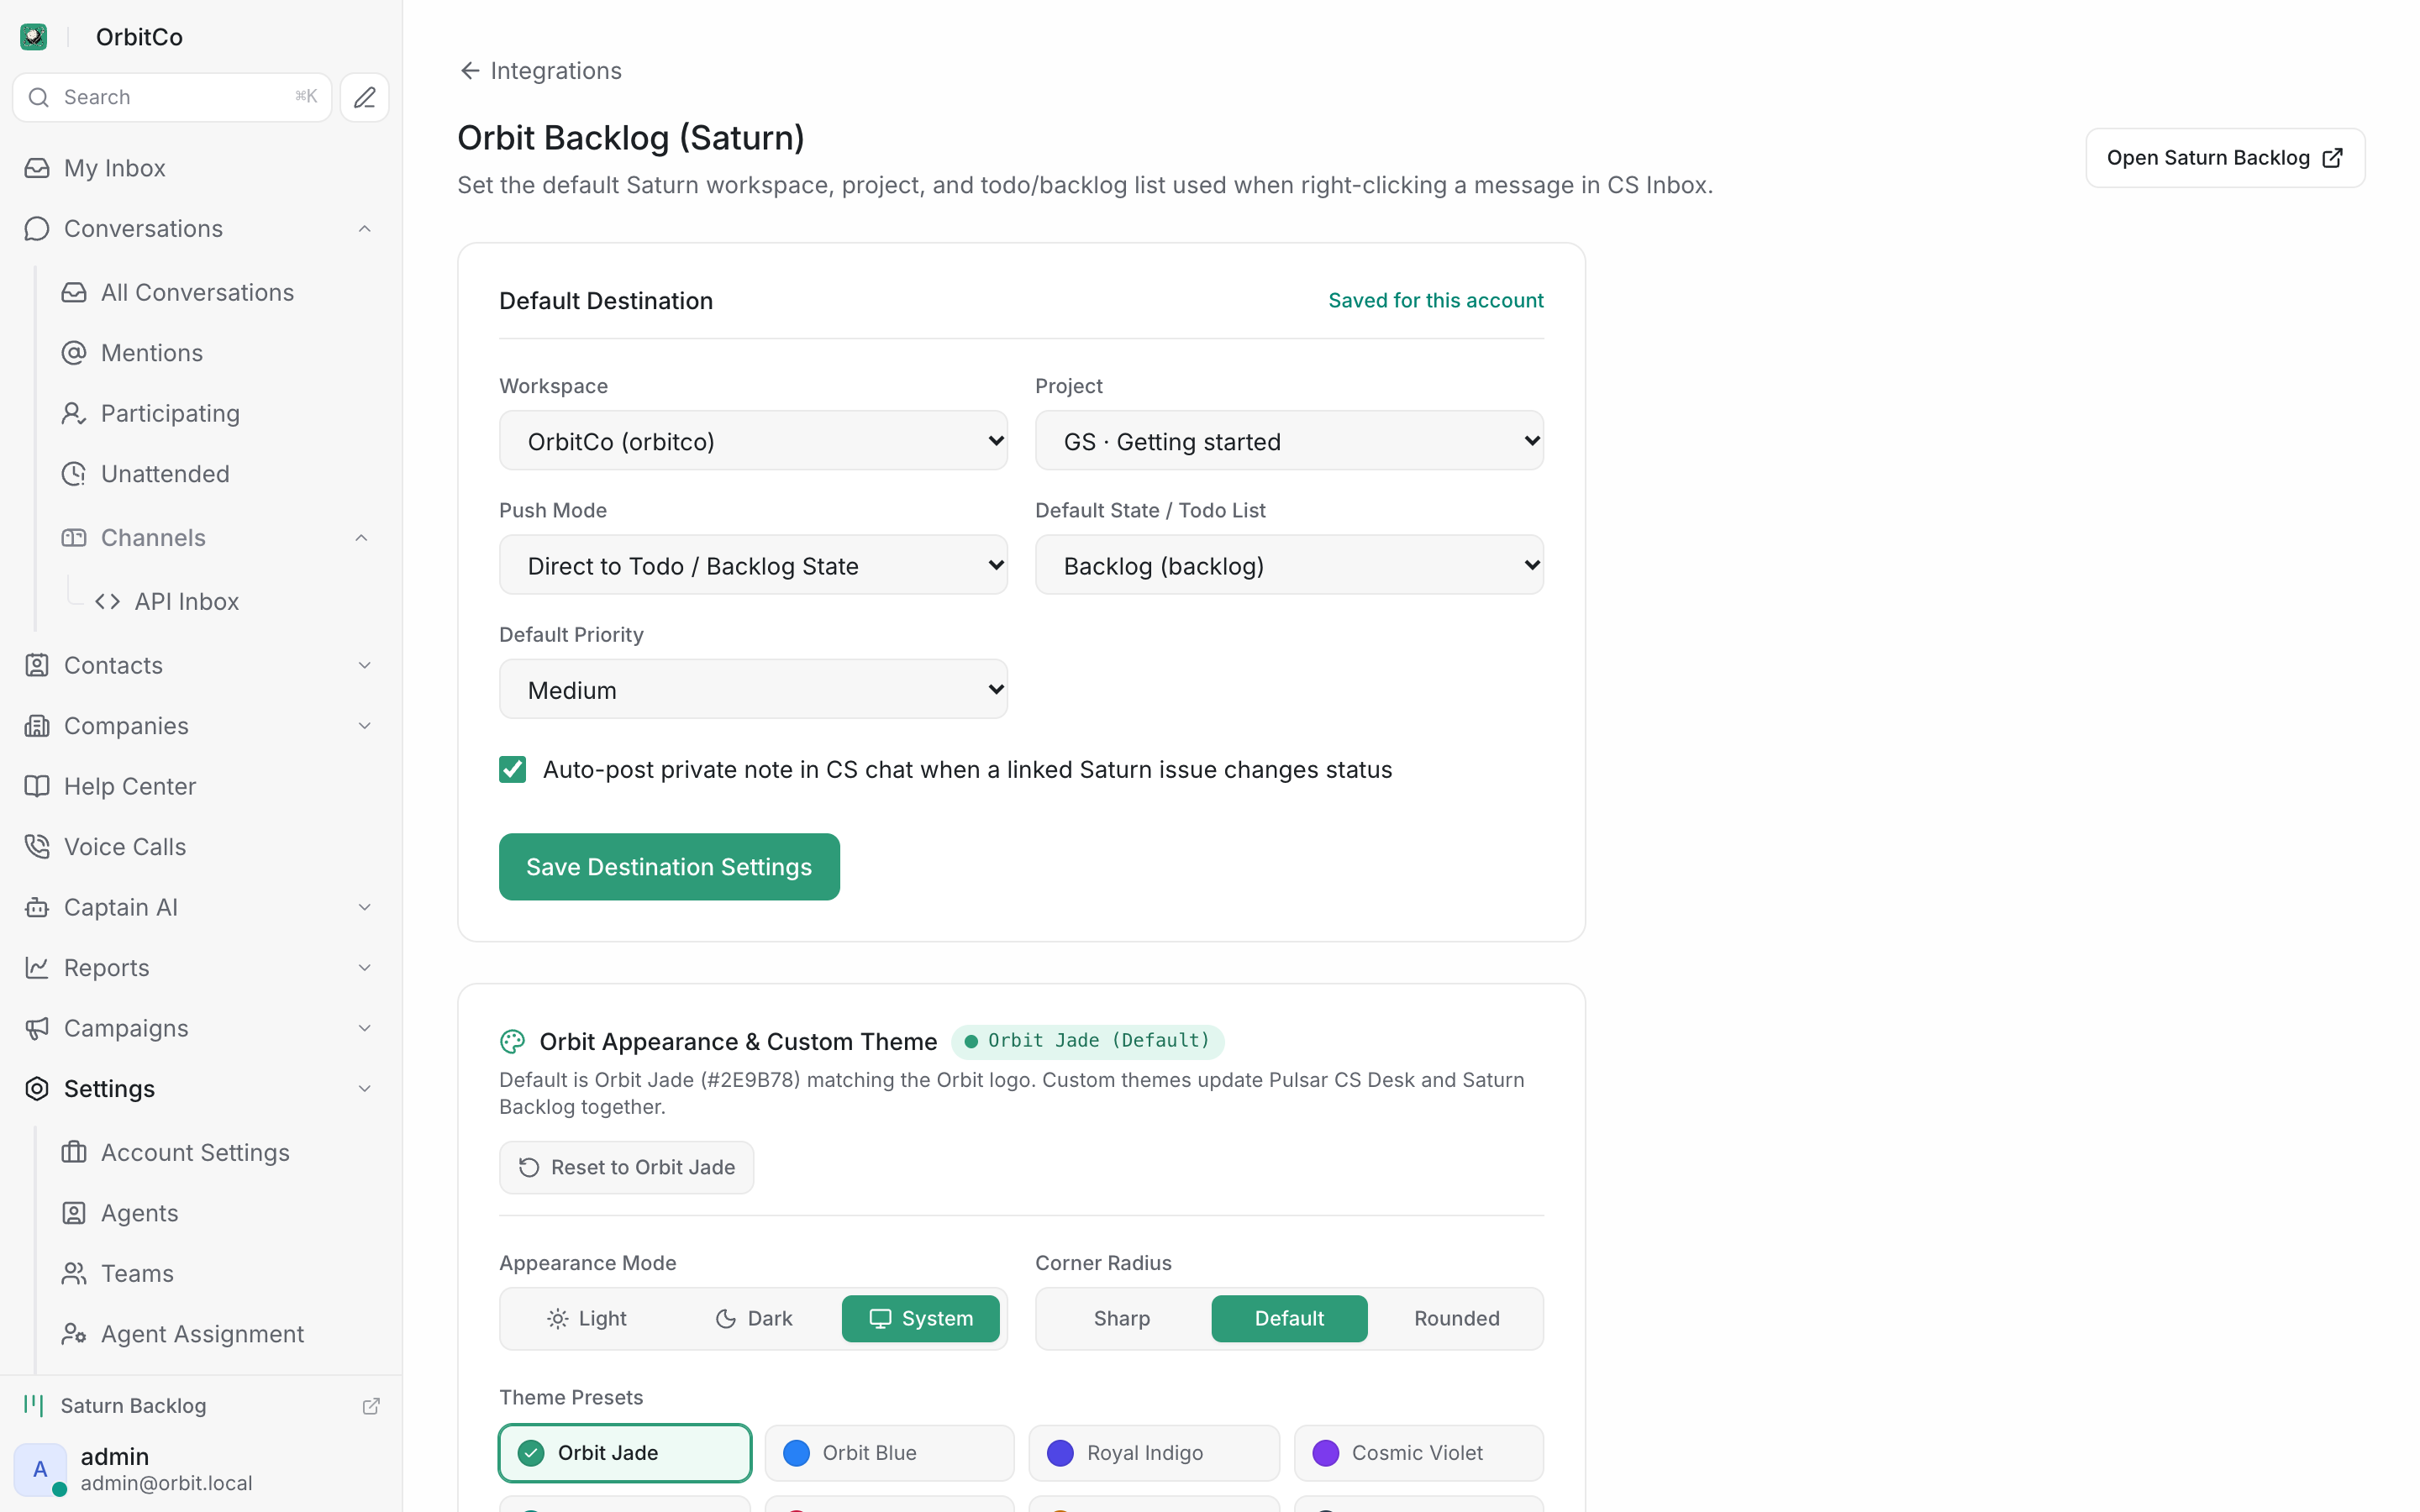 OrbitCo
Search
⌘K
My Inbox
Conversations
All Conversations
Mentions
Participating
Unattended
Channels
API Inbox
Contacts
Companies
Help Center
Voice Calls
Captain AI
Reports
Campaigns
Settings
Account Settings
Agents
Teams
Agent Assignment
Saturn Backlog
A
admin
admin@orbit.local
Integrations
Orbit Backlog (Saturn)
Set the default Saturn workspace, project, and todo/backlog list used when right-clicking a message in CS Inbox.
Open Saturn Backlog
Default Destination
Saved for this account
Workspace
Project
OrbitCo (orbitco)
GS · Getting started
Push Mode
Default State / Todo List
Direct to Todo / Backlog State
Backlog (backlog)
Default Priority
Medium
Auto-post private note in CS chat when a linked Saturn issue changes status
Save Destination Settings
Orbit Appearance & Custom Theme
Orbit Jade (Default)
Default is Orbit Jade (#2E9B78) matching the Orbit logo. Custom themes update Pulsar CS Desk and Saturn
Backlog together.
Reset to Orbit Jade
Appearance Mode
Corner Radius
Light
Dark
System
Sharp
Default
Rounded
Theme Presets
Orbit Jade
Orbit Blue
Royal Indigo
Cosmic Violet